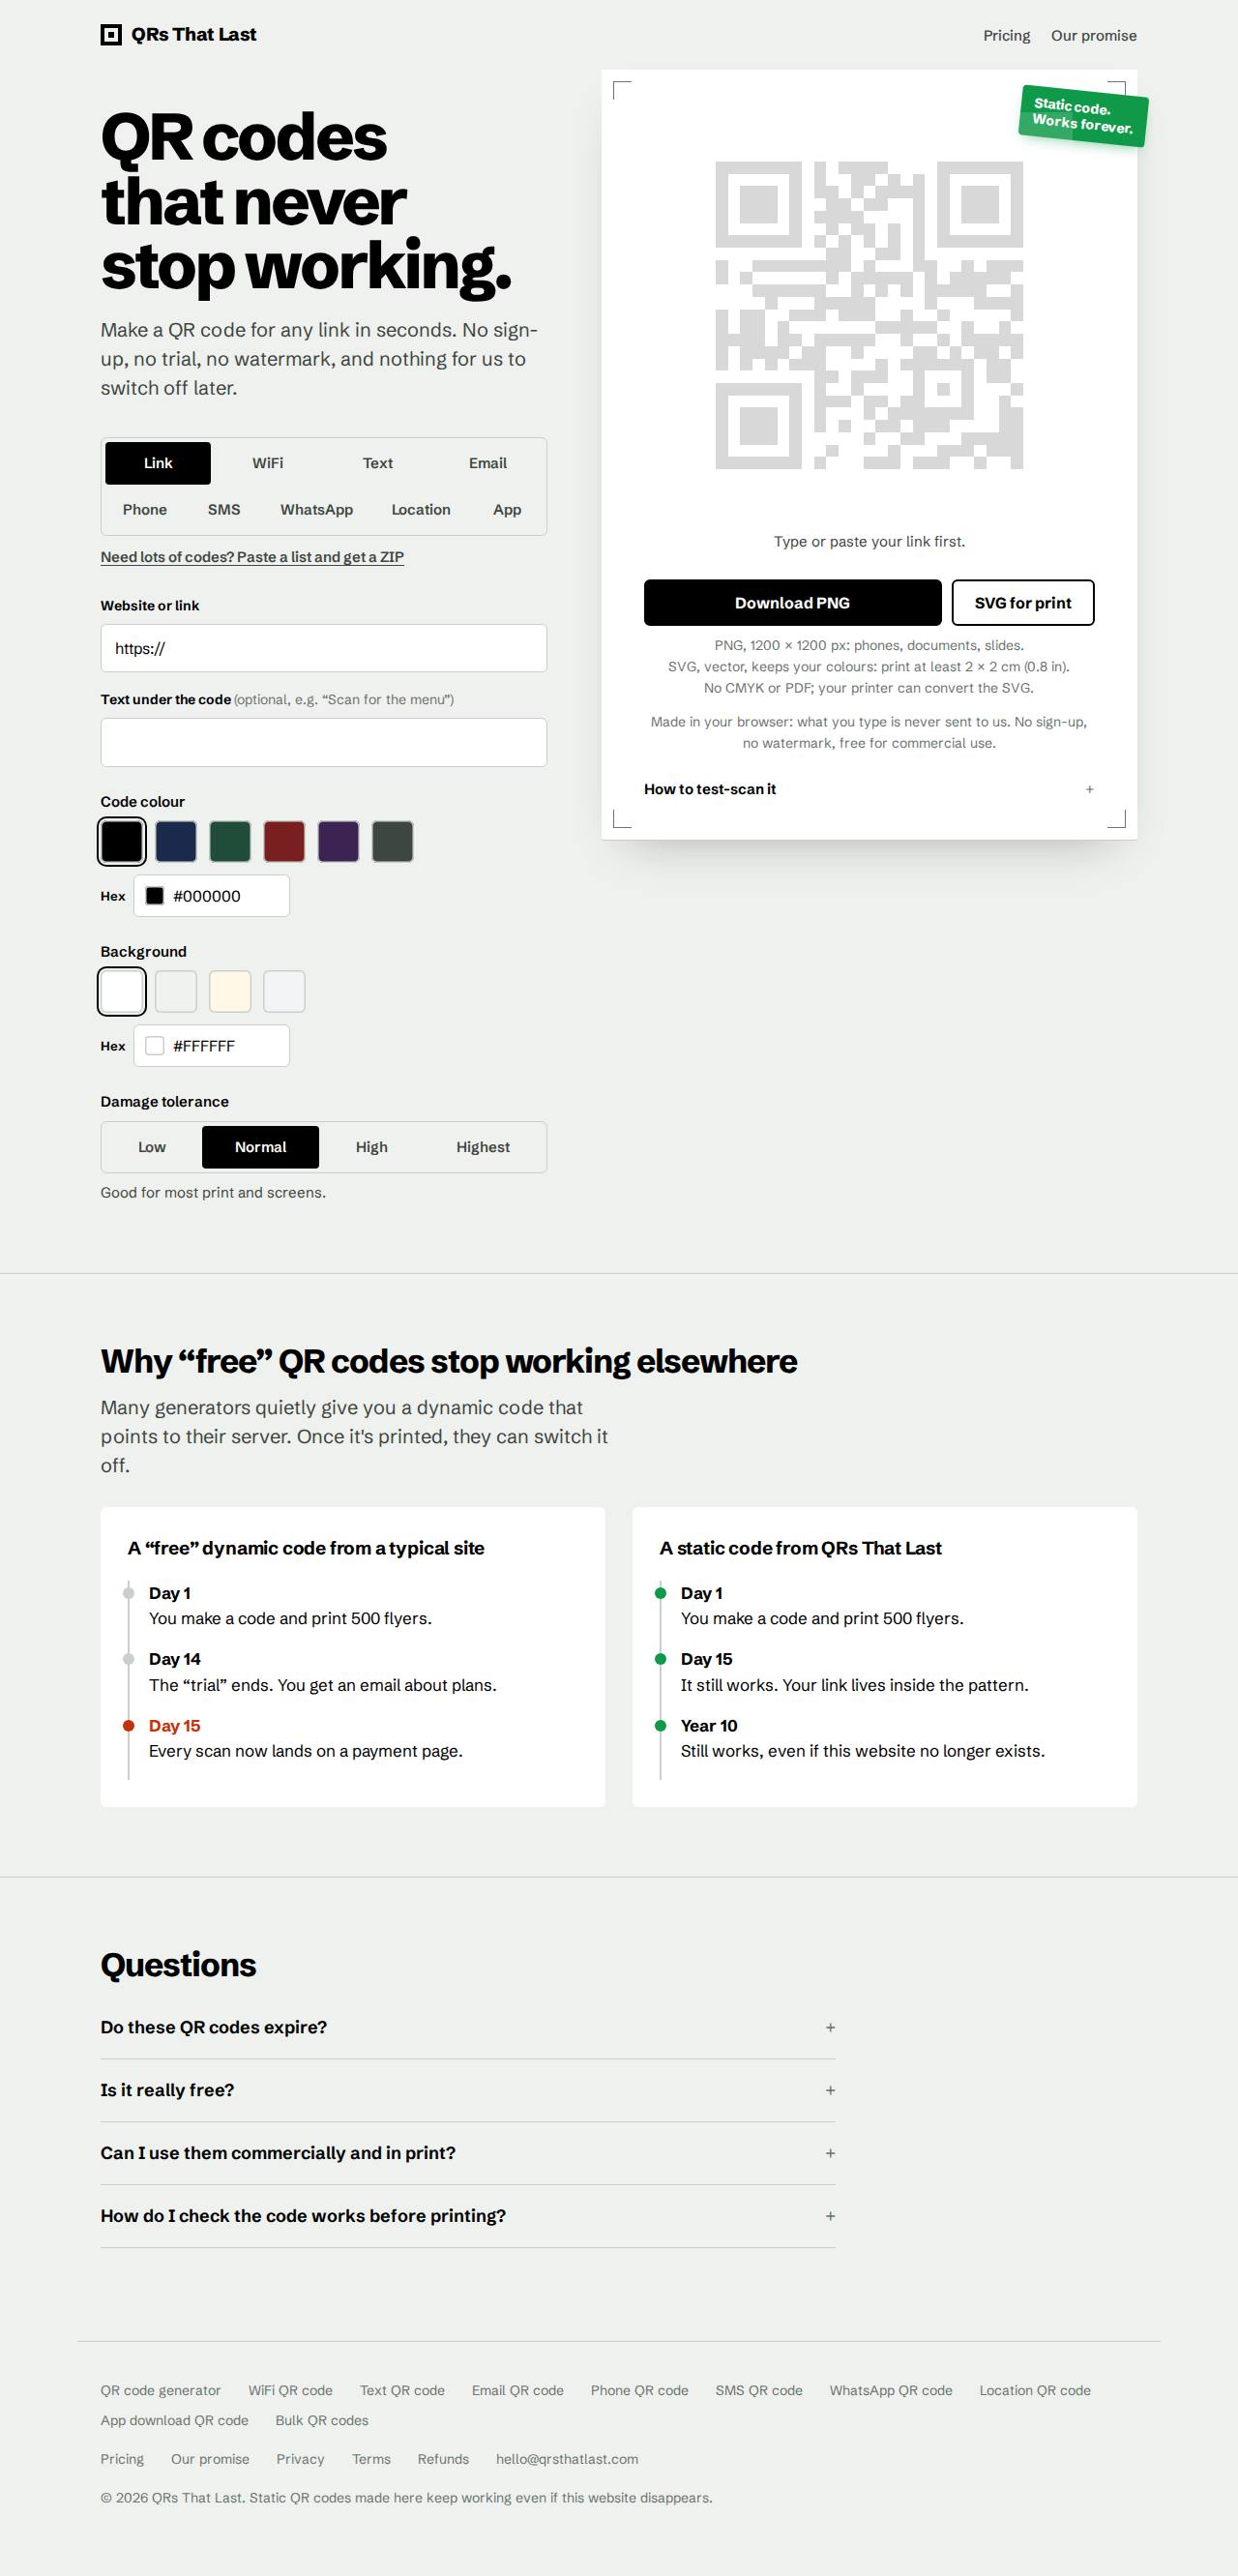 QRs That Last
Pricing
Our promise
QR codes
that never
stop working.
Make a QR code for any link in seconds. No sign-
up, no trial, no watermark, and nothing for us to
switch off later.
Link
WiFi
Text
Email
Phone
SMS
WhatsApp
Location
App
Need lots of codes? Paste a list and get a ZIP
Website or link
https://
Text under the code (optional, e.g. “Scan for the menu”)
Code colour
Hex
#000000
Background
Hex
#FFFFFF
Damage tolerance
Low
Normal
High
Highest
Good for most print and screens.
Static code.
Works forever.
Type or paste your link first.
Download PNG
SVG for print
PNG, 1200 × 1200 px: phones, documents, slides.
SVG, vector, keeps your colours: print at least 2 × 2 cm (0.8 in).
No CMYK or PDF; your printer can convert the SVG.
Made in your browser: what you type is never sent to us. No sign-up,
no watermark, free for commercial use.
How to test-scan it
+
Why “free” QR codes stop working elsewhere
Many generators quietly give you a dynamic code that
points to their server. Once it's printed, they can switch it
off.
A “free” dynamic code from a typical site
Day 1
You make a code and print 500 flyers.
Day 14
The “trial” ends. You get an email about plans.
Day 15
Every scan now lands on a payment page.
A static code from QRs That Last
Day 1
You make a code and print 500 flyers.
Day 15
It still works. Your link lives inside the pattern.
Year 10
Still works, even if this website no longer exists.
Questions
Do these QR codes expire?
+
Is it really free?
+
Can I use them commercially and in print?
+
How do I check the code works before printing?
+
QR code generator
WiFi QR code
Text QR code
Email QR code
Phone QR code
SMS QR code
WhatsApp QR code
Location QR code
App download QR code
Bulk QR codes
Pricing
Our promise
Privacy
Terms
Refunds
hello@qrsthatlast.com
© 2026 QRs That Last. Static QR codes made here keep working even if this website disappears.